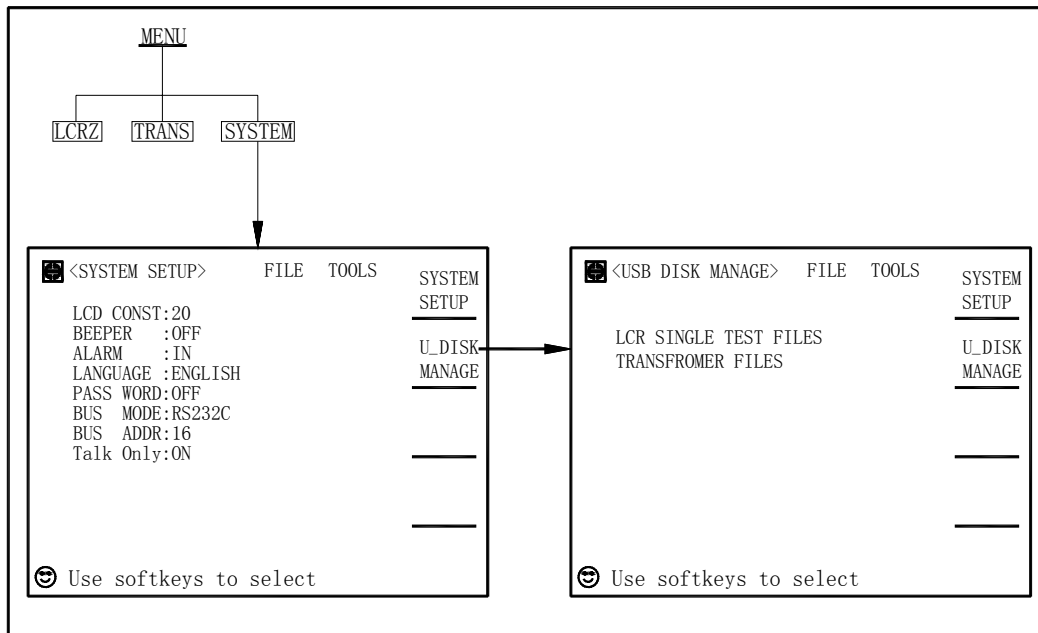 MENU
LCRZ TRANS SYSTEM
<SYSTEM SETUP> FILE TOOLS
LCD CONST:20
BEEPER :OFF
ALARM :IN
LANGUAGE :ENGLISH
PASS WORD:OFF
BUS MODE:RS232C
BUS ADDR:16
Talk Only:ON
SYSTEM
SETUP
U_DISK
MANAGE
Use softkeys to select
<USB DISK MANAGE> FILE TOOLS
LCR SINGLE TEST FILES
TRANSFROMER FILES
SYSTEM
SETUP
U_DISK
MANAGE
Use softkeys to select